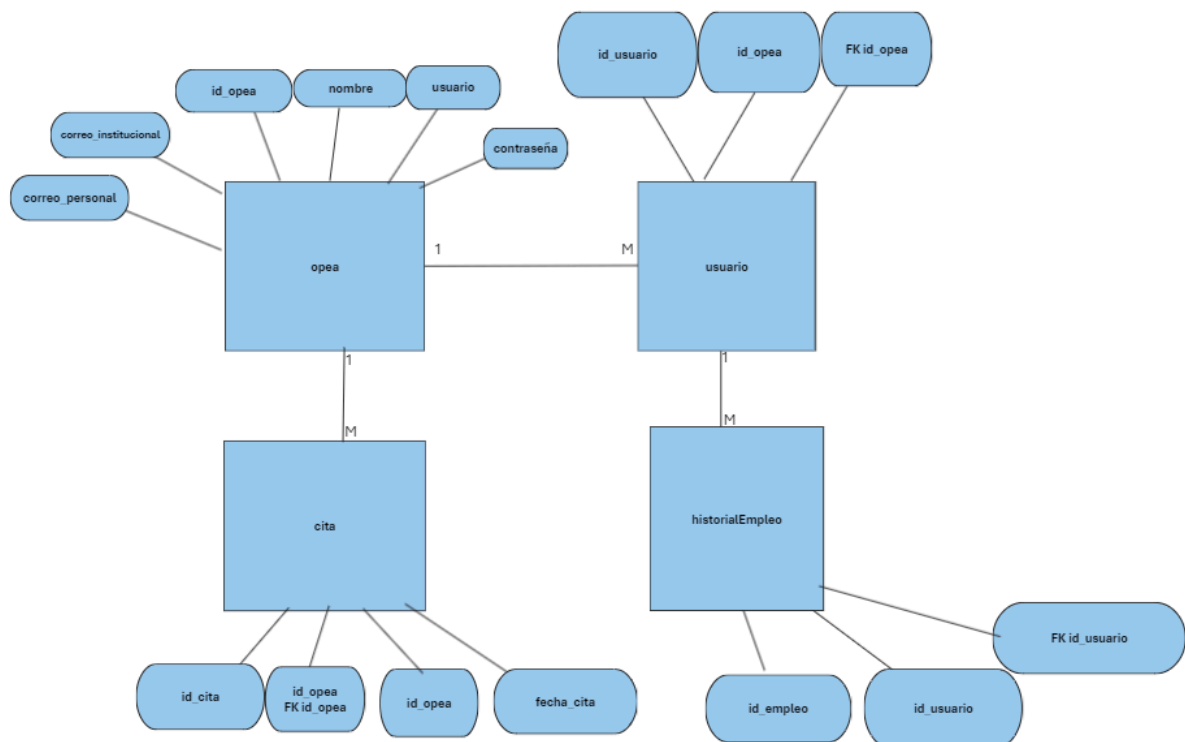 id_usuario
id_opea
FK id_opea
id_opea
nombre
usuario
correo_institucional
contraseña
correo_personal
opea
1
M
usuario
1
M
1
M
cita
historialEmpleo
id_cita
id_opea
FK id_opea
id_opea
fecha_cita
FK id_usuario
id_empleo
id_usuario